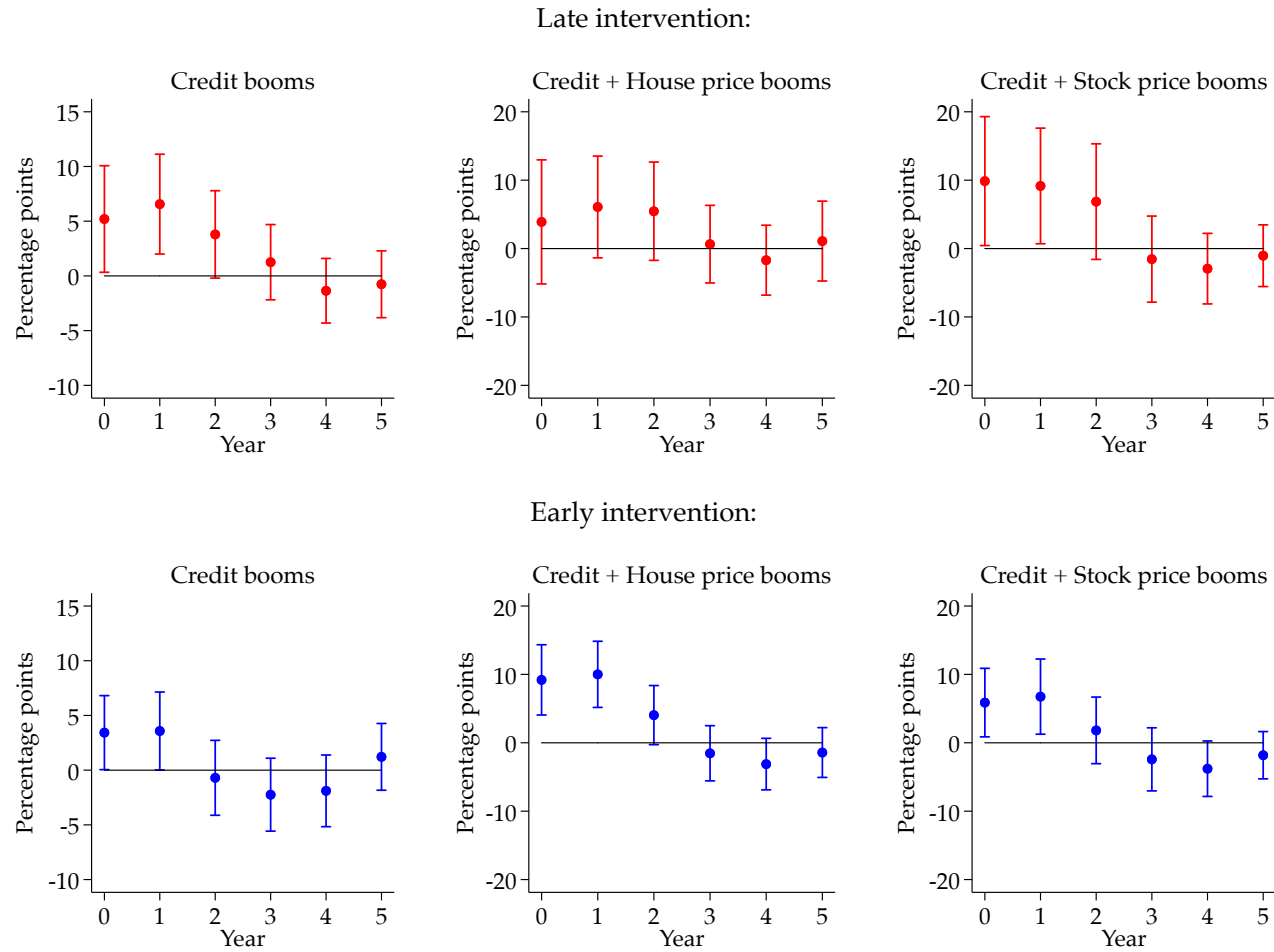 Late intervention:
Credit booms
15
10
5
0
-5
-10
Percentage points
0 1 2 3 4 5
Year
Credit + House price booms
20
10
0
-10
-20
Percentage points
0 1 2 3 4 5
Year
Credit + Stock price booms
20
10
0
-10
-20
Percentage points
0 1 2 3 4 5
Year
Early intervention:
Credit booms
15
10
5
0
-5
-10
Percentage points
0 1 2 3 4 5
Year
Credit + House price booms
20
10
0
-10
-20
Percentage points
0 1 2 3 4 5
Year
Credit + Stock price booms
20
10
0
-10
-20
Percentage points
0 1 2 3 4 5
Year